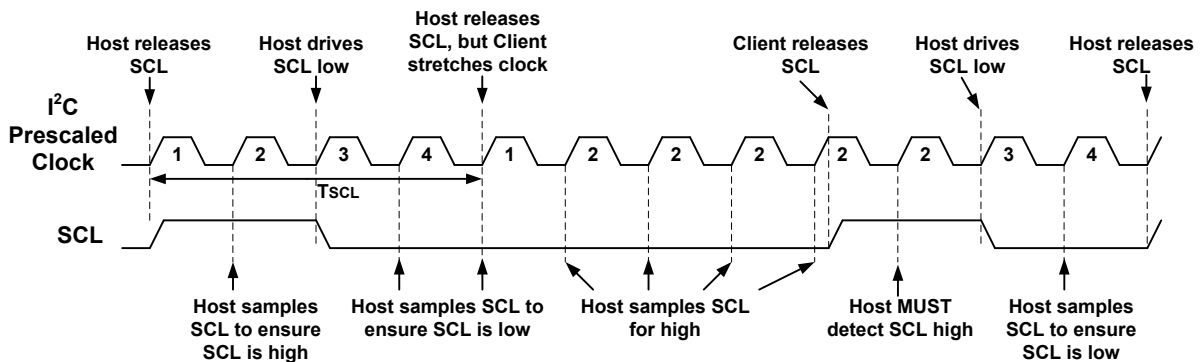 Host releases
SCL
Host drives
SCL low
Host releases
SCL, but Client
stretches clock
Client releases
SCL
Host drives
SCL low
Host releases
SCL
I²C
Prescaled
Clock
1 2 3 4 1 2 2 2 2 2 3 4
TSCL
SCL
Host samples
SCL to ensure
SCL is high
Host samples SCL to
ensure SCL is low
Host samples SCL
for high
Host MUST
detect SCL high
Host samples
SCL to ensure
SCL is low